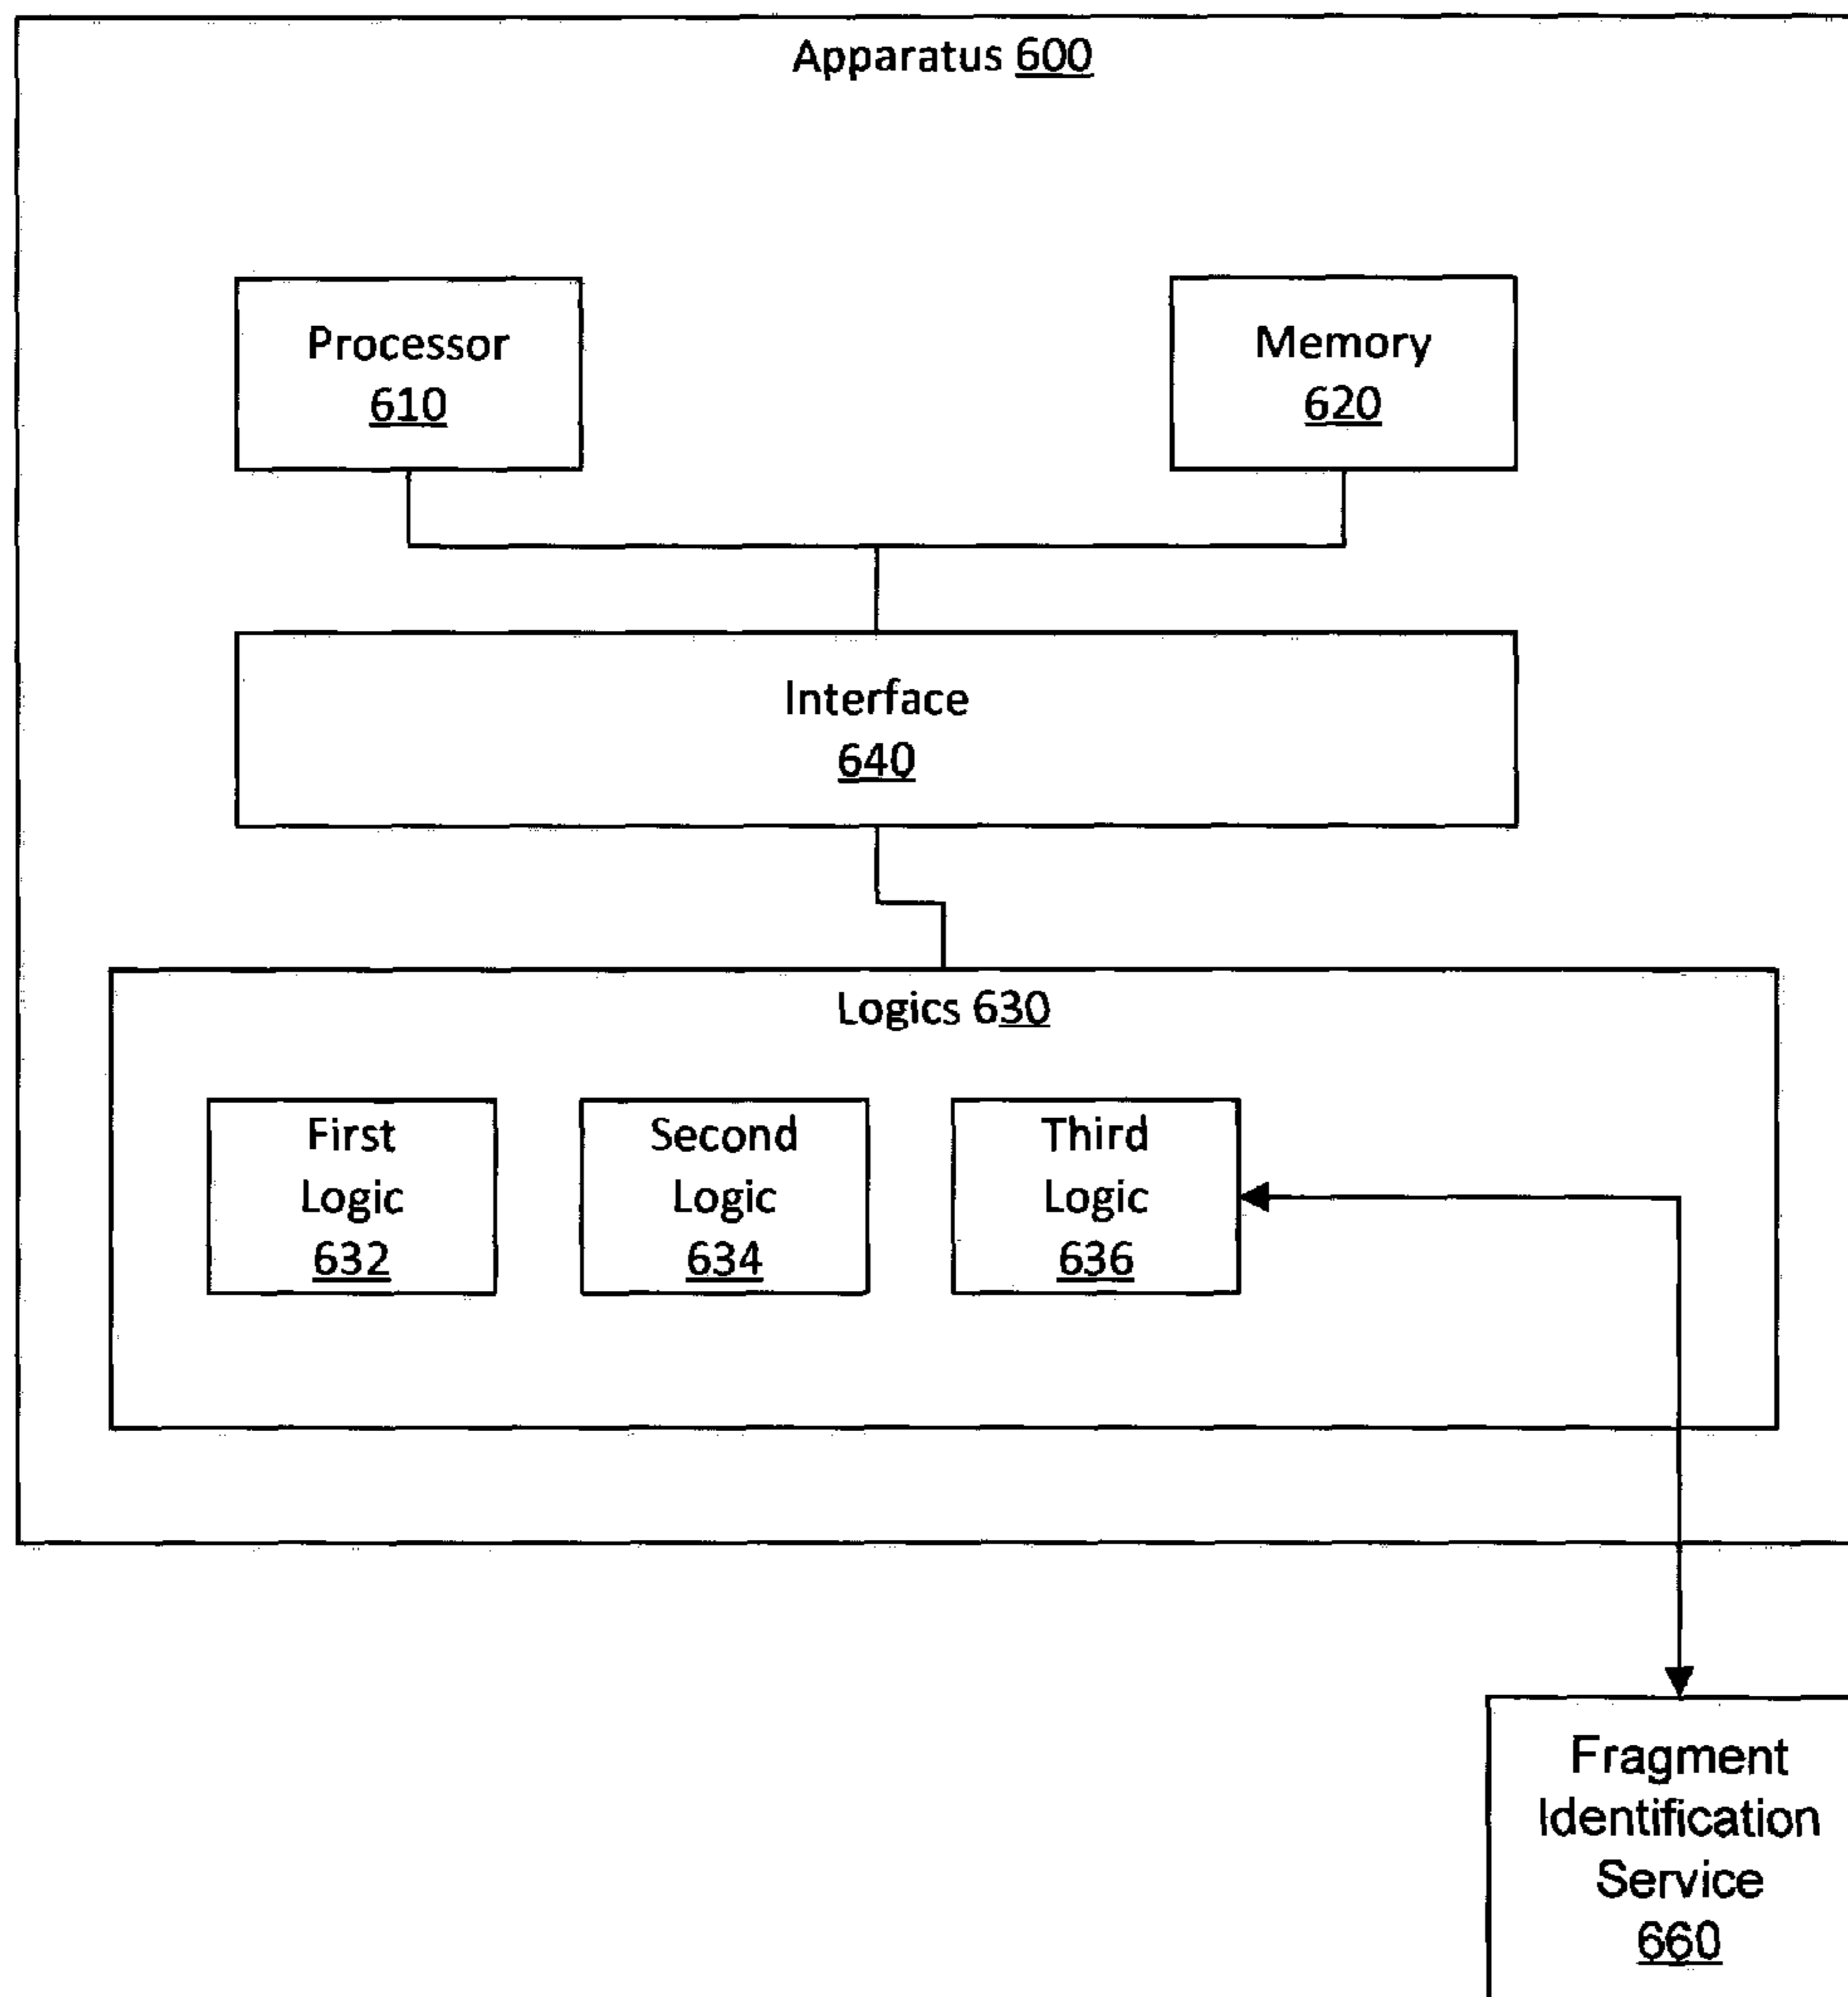 Apparatus 600
Processor
610
Memory
620
Interface
640
Logics 630
First
Logic
632
Second
Logic
634
Third
Logic
636
Fragment
Identification
Service
660